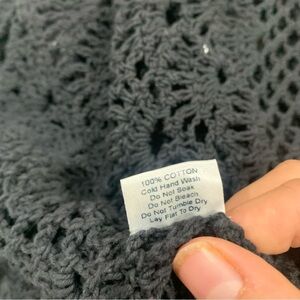 100% COTTON
Cold Hand Wash
Do Not Soak
Do Not Bleach
Do Not Tumble Dry
Lay Flat To Dry